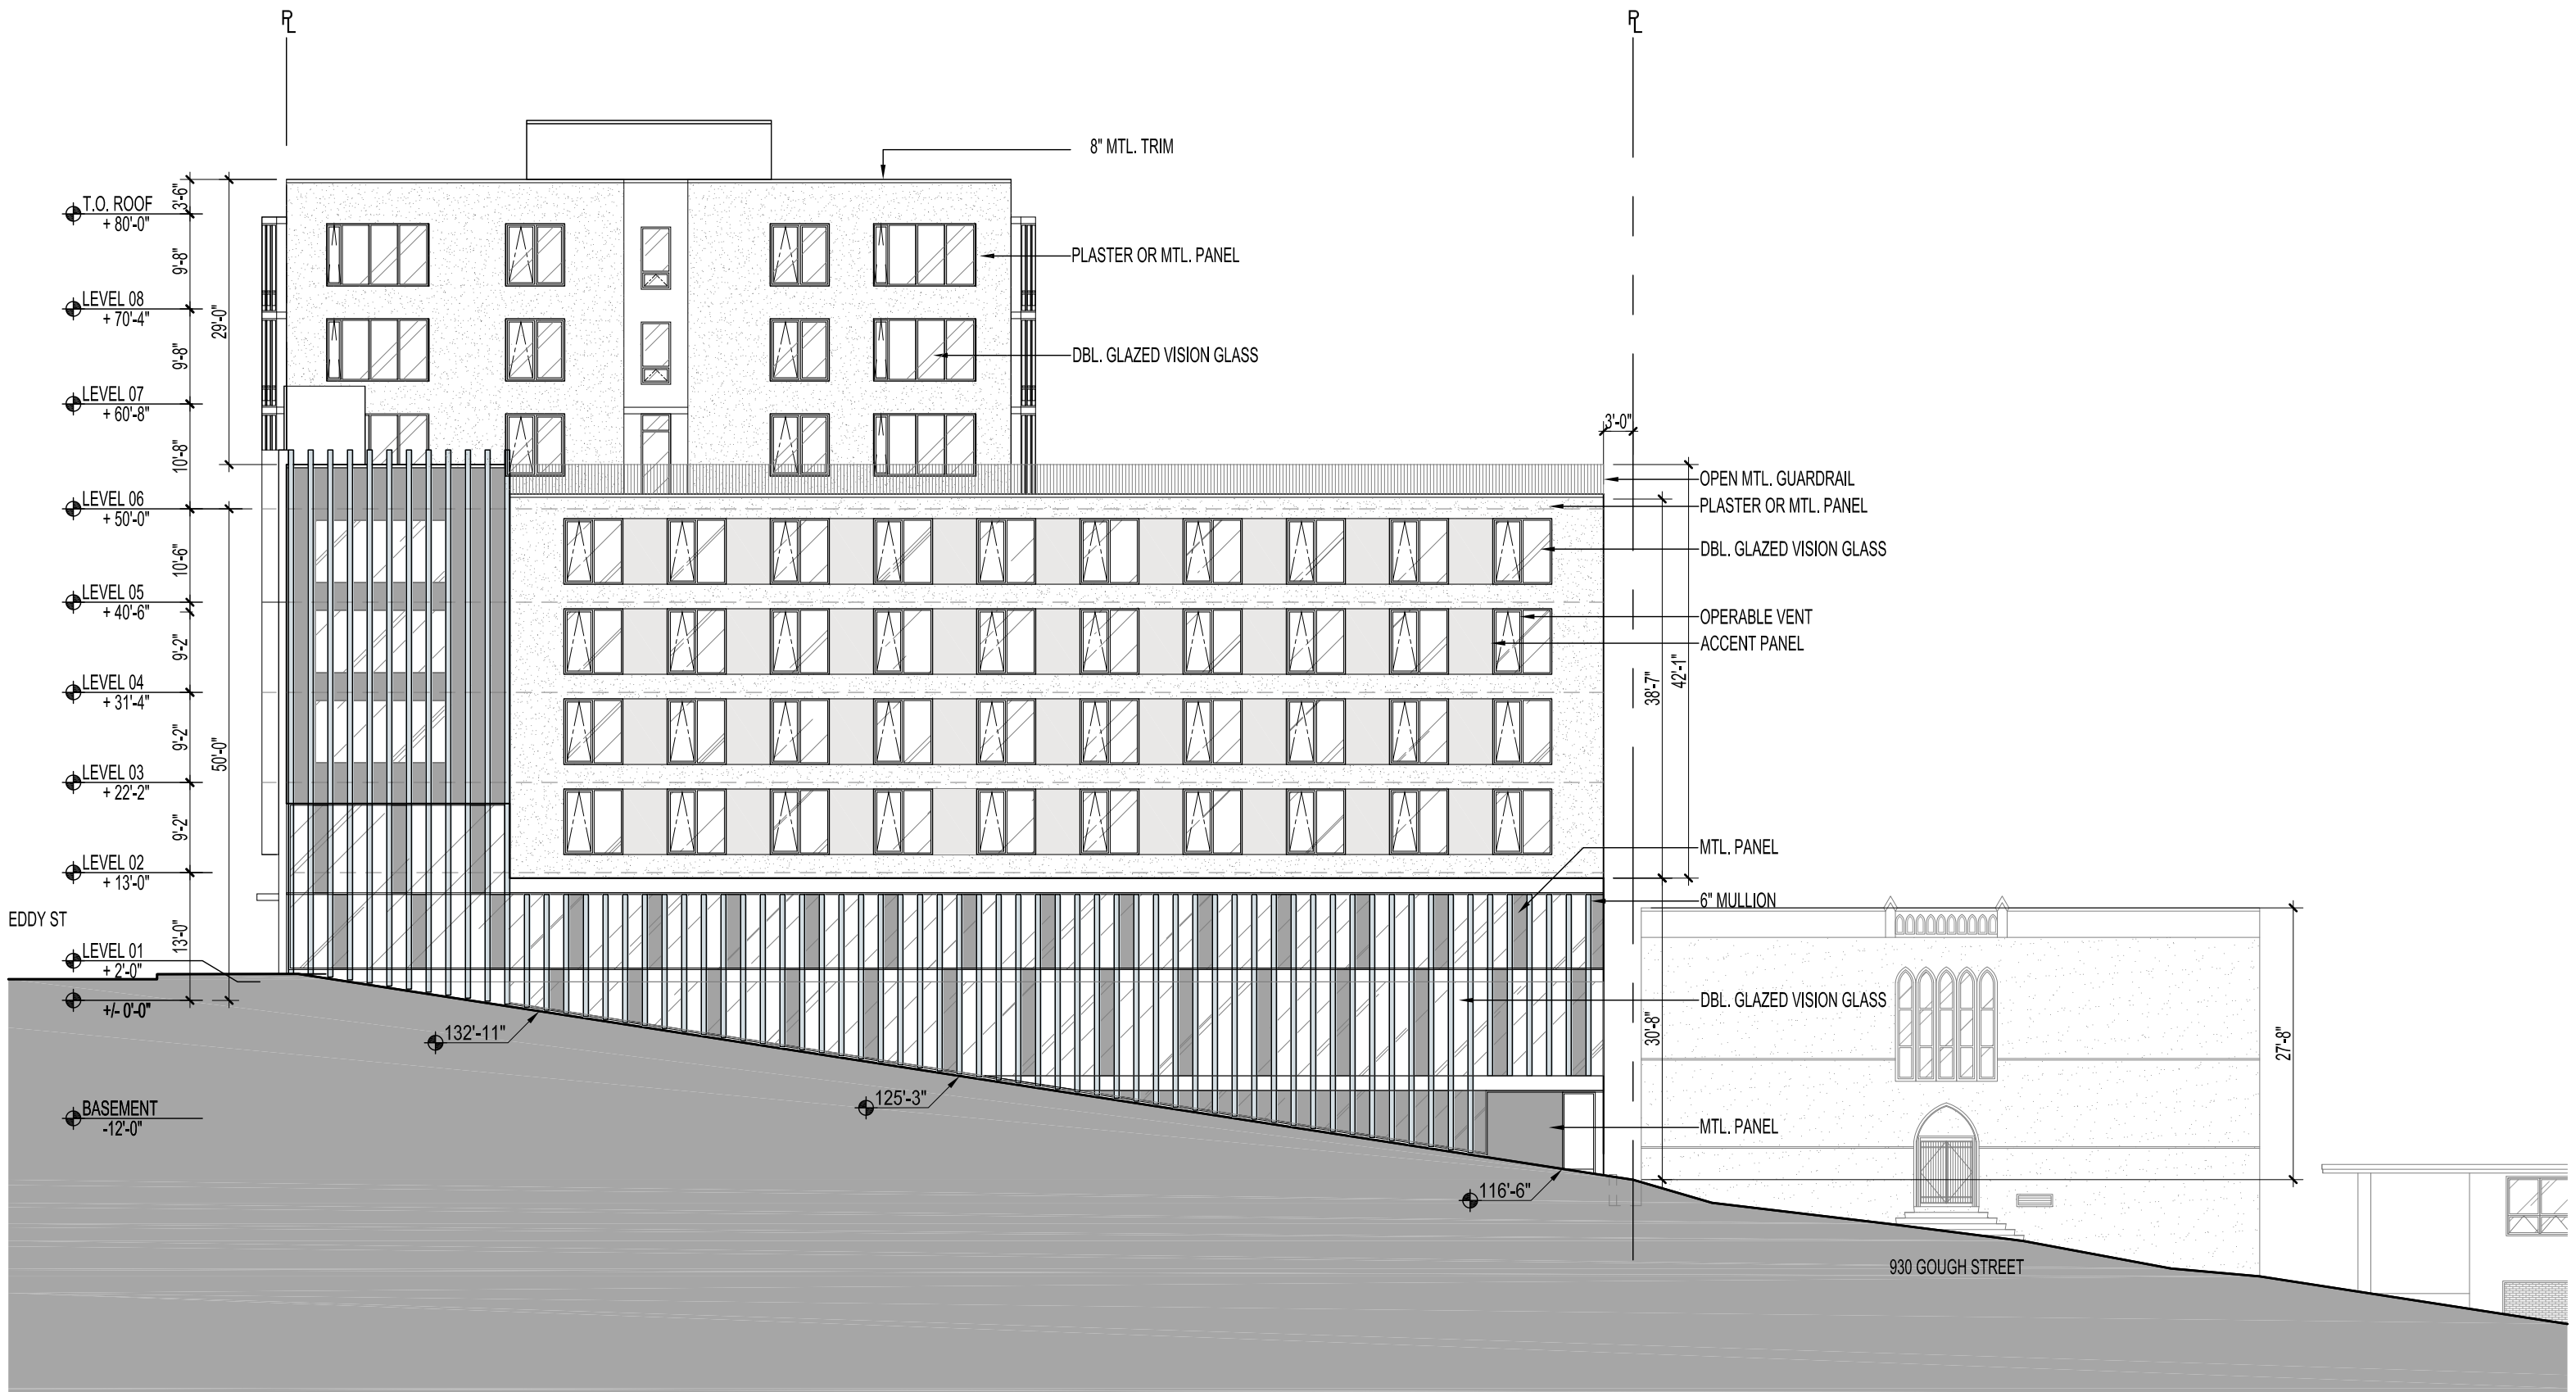 PL
PL
8" MTL. TRIM
T.O. ROOF
+ 80'-0"
3'-6"
9'-8"
PLASTER OR MTL. PANEL
LEVEL 08
+ 70'-4"
29'-0"
9'-8"
DBL. GLAZED VISION GLASS
LEVEL 07
+ 60'-8"
3'-0"
10'-8"
OPEN MTL. GUARDRAIL
LEVEL 06
+ 50'-0"
PLASTER OR MTL. PANEL
DBL. GLAZED VISION GLASS
10'-6"
LEVEL 05
+ 40'-6"
OPERABLE VENT
ACCENT PANEL
9'-2"
38'-7"
42'-1"
LEVEL 04
+ 31'-4"
9'-2"
50'-0"
LEVEL 03
+ 22'-2"
9'-2"
MTL. PANEL
LEVEL 02
+ 13'-0"
6" MULLION
EDDY ST
13'-0"
LEVEL 01
+ 2'-0"
+/- 0'-0"
DBL. GLAZED VISION GLASS
30'-8"
27'-8"
132'-11"
125'-3"
BASEMENT
-12'-0"
MTL. PANEL
116'-6"
930 GOUGH STREET